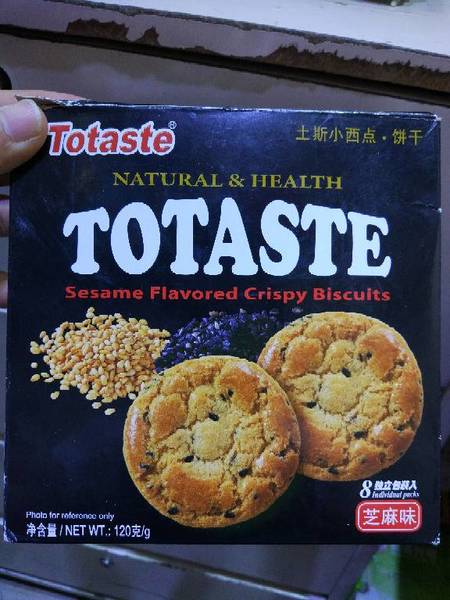 Totaste®
土斯小西点·饼干
NATURAL & HEALTH
TOTASTE
Sesame Flavored Crispy Biscuits
8独立包装入
Individual packs
芝麻味
Photo for reference only
净含量/NET WT.: 120克/g